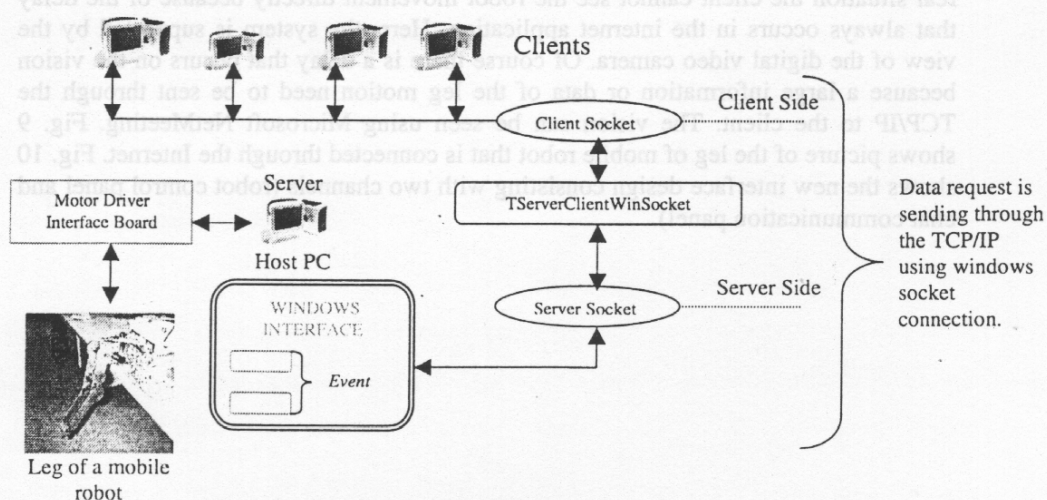 Clients
Client Side
Client Socket
Server
Motor Driver
Interface Board
TServerClientWinSocket
Host PC
Data request is
sending through
the TCP/IP
using windows
socket
connection.
Server Side
Server Socket
WINDOWS
INTERFACE
Event
Leg of a mobile
robot